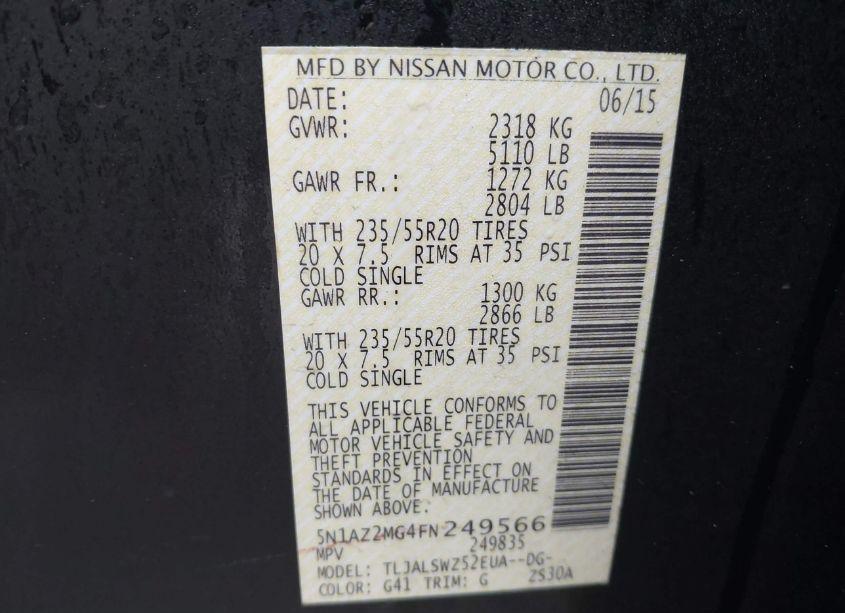 MFD BY NISSAN MOTOR CO., LTD.
DATE: 06/15
GVWR: 2318 KG
5110 LB
GAWR FR.: 1272 KG
2804 LB
WITH 235/55R20 TIRES
20 X 7.5 RIMS AT 35 PSI
COLD SINGLE
GAWR RR.: 1300 KG
2866 LB
WITH 235/55R20 TIRES
20 X 7.5 RIMS AT 35 PSI
COLD SINGLE
THIS VEHICLE CONFORMS TO
ALL APPLICABLE FEDERAL
MOTOR VEHICLE SAFETY AND
THEFT PREVENTION
STANDARDS IN EFFECT ON
THE DATE OF MANUFACTURE
SHOWN ABOVE.
5N1AZ2MG4FN249566
MPV 249835
MODEL: TLJALSWZ52EUA--DG-
COLOR: G41 TRIM: G ZS30A